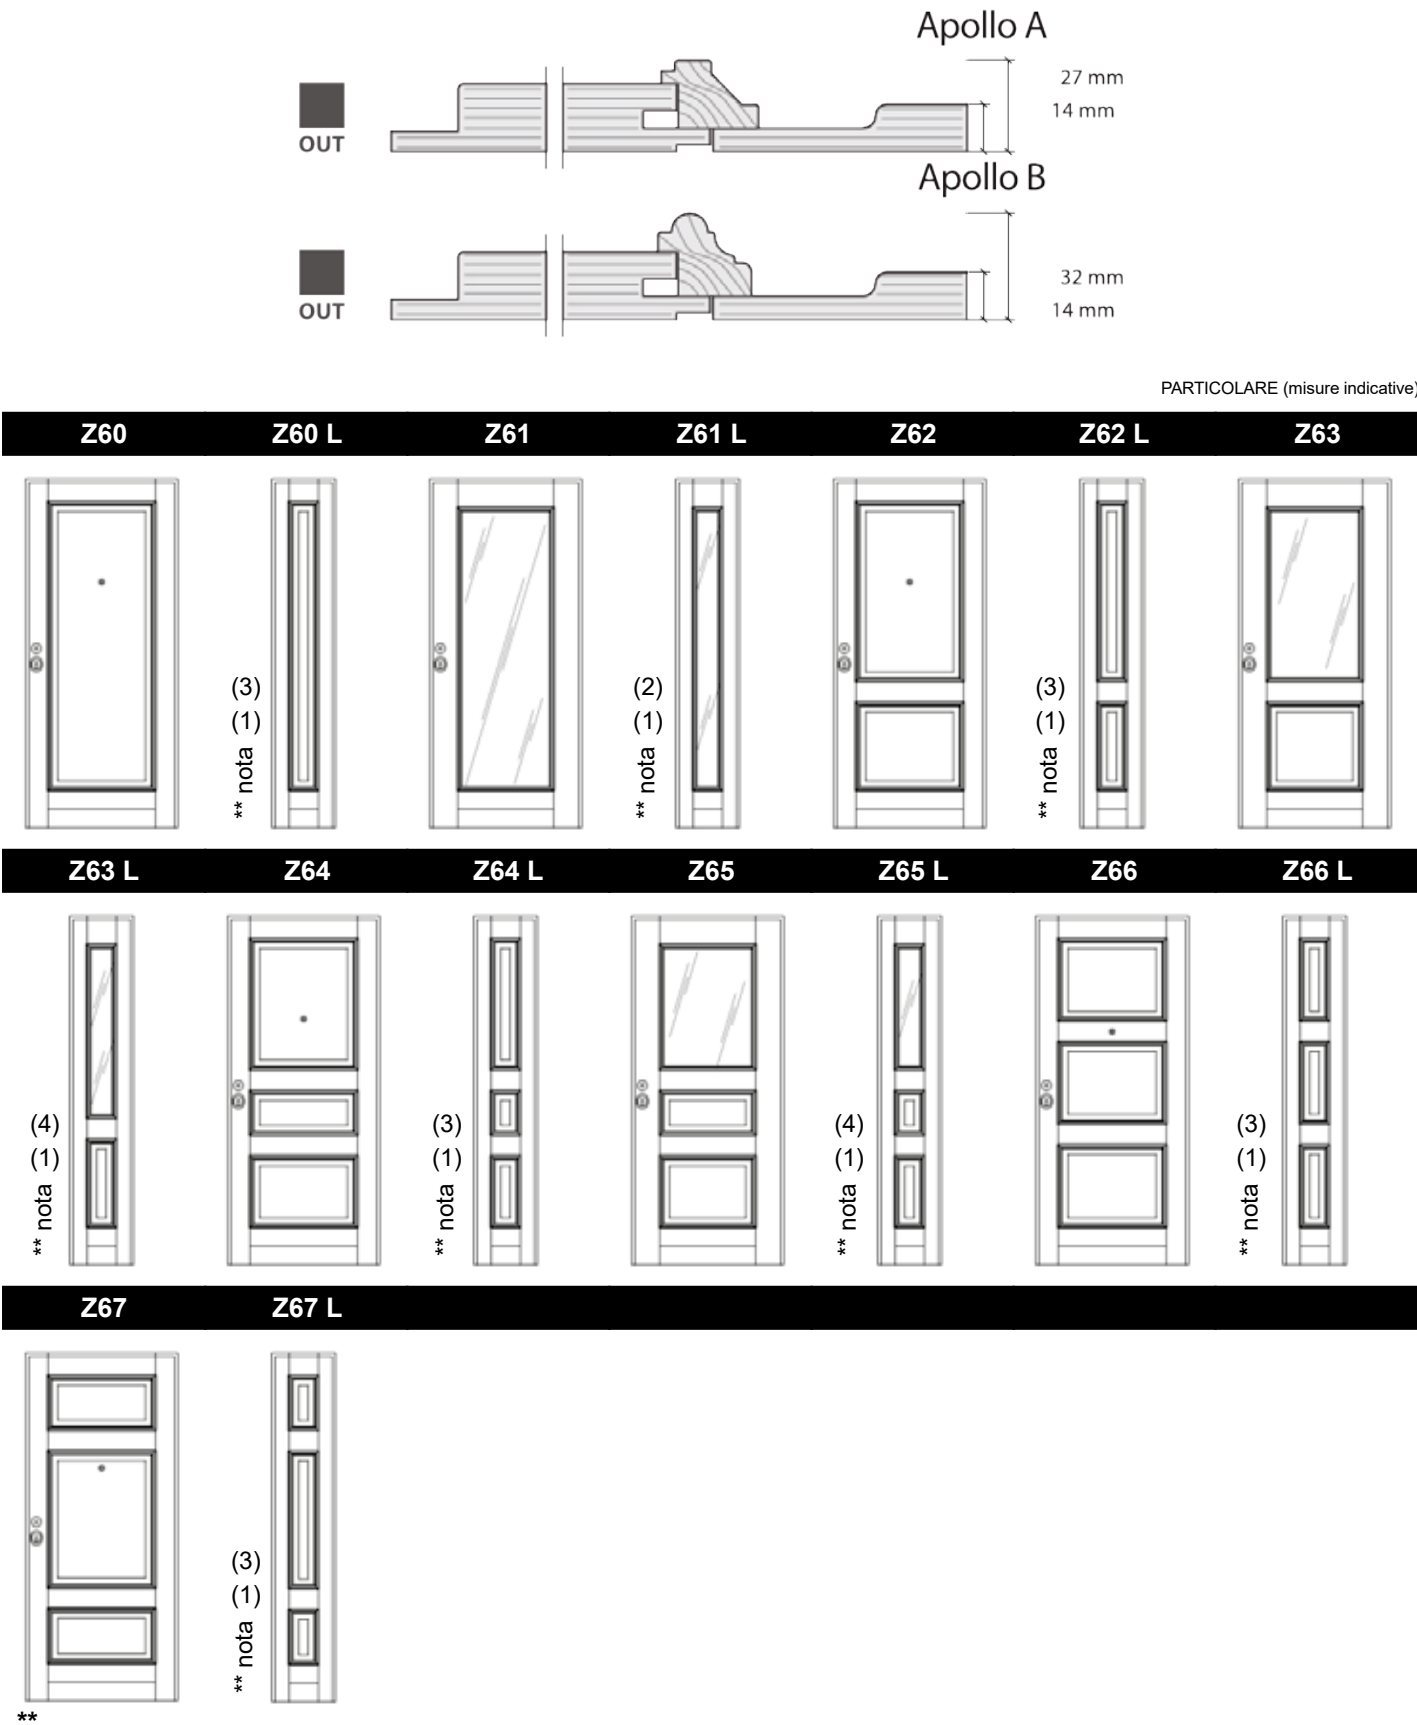 Apollo A
27 mm
14 mm
OUT
Apollo B
32 mm
14 mm
OUT
PARTICOLARE (misure indicative)
Z60 Z60 L Z61 Z61 L Z62 Z62 L Z63
** nota (1) (3)
** nota (1) (2)
** nota (1) (3)
Z63 L Z64 Z64 L Z65 Z65 L Z66 Z66 L
** nota (1) (4)
** nota (1) (3)
** nota (1) (4)
** nota (1) (3)
Z67 Z67 L
** nota (1) (3)
**